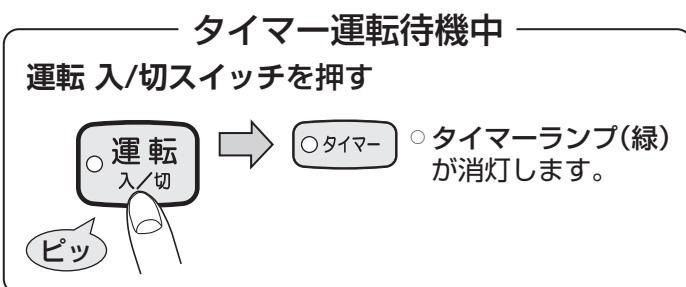 タイマー運転待機中
運転 入/切スイッチを押す
運転
入/切
タイマー
タイマーランプ(緑)
が消灯します。
ピッ